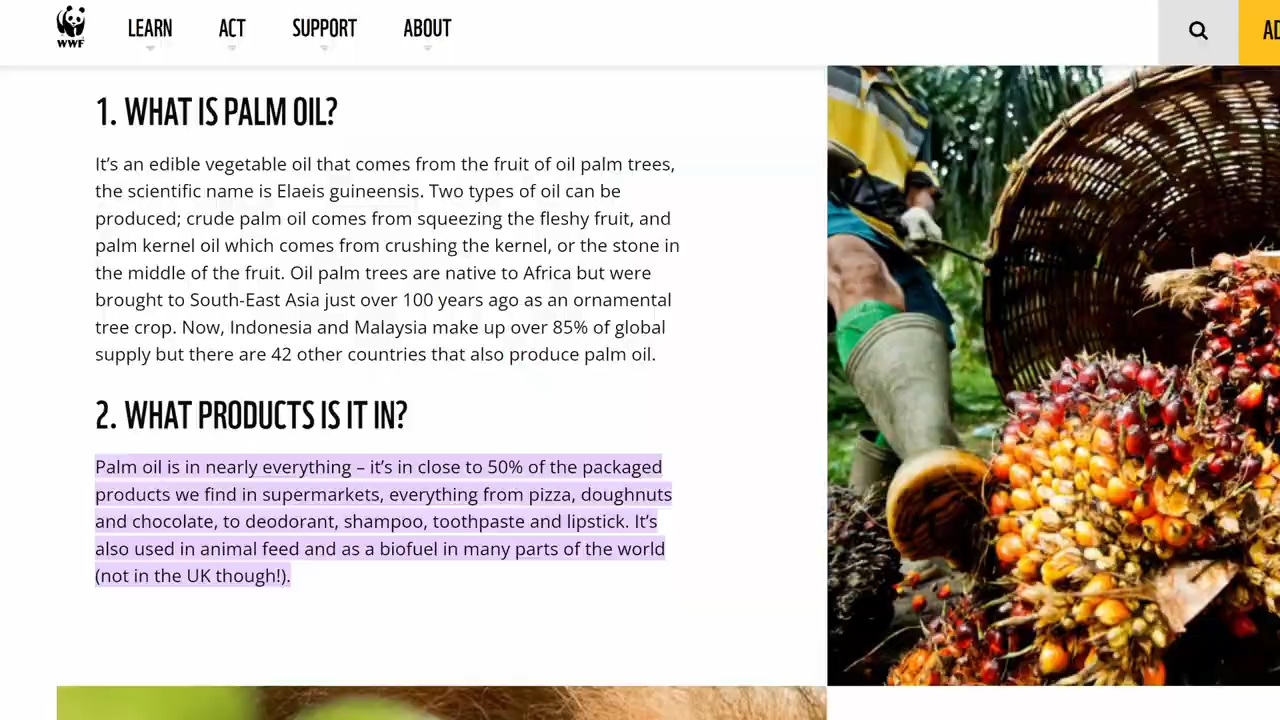 LEARN ACT SUPPORT ABOUT
WWF
1. WHAT IS PALM OIL?
It’s an edible vegetable oil that comes from the fruit of oil palm trees,
the scientific name is Elaeis guineensis. Two types of oil can be
produced; crude palm oil comes from squeezing the fleshy fruit, and
palm kernel oil which comes from crushing the kernel, or the stone in
the middle of the fruit. Oil palm trees are native to Africa but were
brought to South-East Asia just over 100 years ago as an ornamental
tree crop. Now, Indonesia and Malaysia make up over 85% of global
supply but there are 42 other countries that also produce palm oil.
2. WHAT PRODUCTS IS IT IN?
Palm oil is in nearly everything – it’s in close to 50% of the packaged
products we find in supermarkets, everything from pizza, doughnuts
and chocolate, to deodorant, shampoo, toothpaste and lipstick. It’s
also used in animal feed and as a biofuel in many parts of the world
(not in the UK though!).